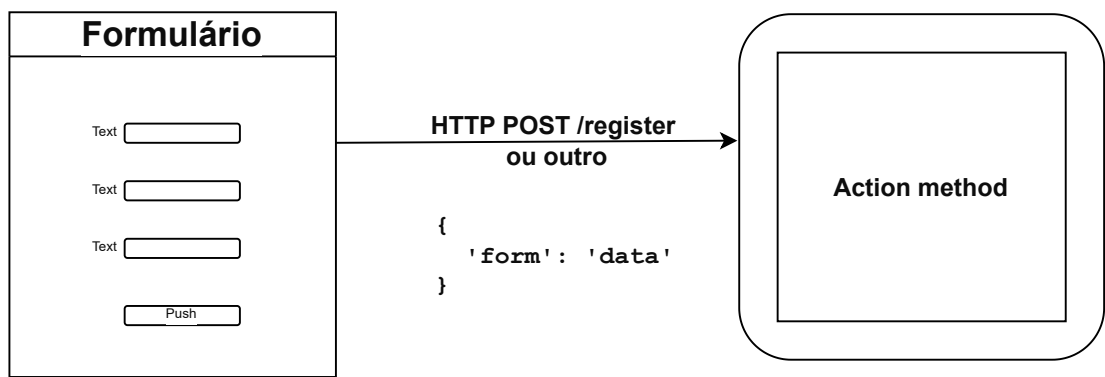 Formulário
Text
Text
Text
Push
HTTP POST /register
ou outro
{
'form': 'data'
}
Action method